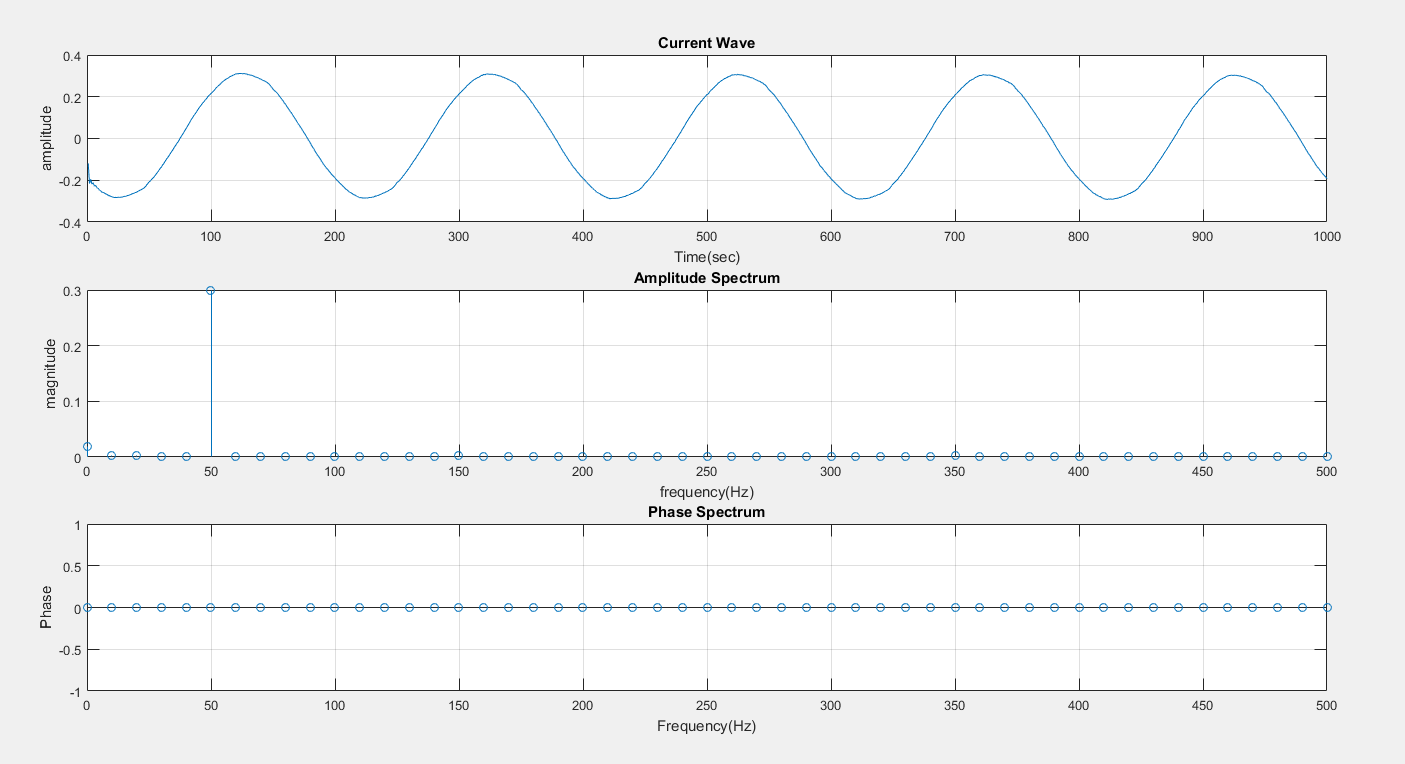 Current Wave
amplitude
0.4
0.2
0
-0.2
-0.4
0 100 200 300 400 500 600 700 800 900 1000
Time(sec)
Amplitude Spectrum
magnitude
0.3
0.2
0.1
0
0 50 100 150 200 250 300 350 400 450 500
frequency(Hz)
Phase Spectrum
Phase
1
0.5
0
-0.5
-1
0 50 100 150 200 250 300 350 400 450 500
Frequency(Hz)